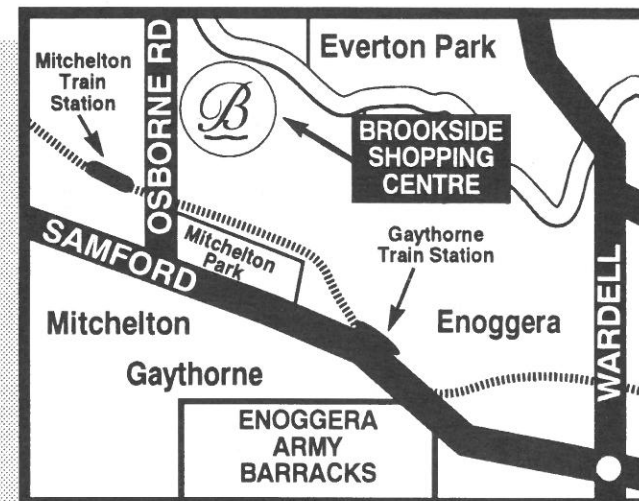 Everton Park
Mitchelton
Train
Station
OSBORNE RD
B
BROOKSIDE
SHOPPING
CENTRE
SAMFORD
Mitchelton
Park
Gaythorne
Train Station
Mitchelton
Enoggera
WARDELL
Gaythorne
ENOGGERA
ARMY
BARRACKS